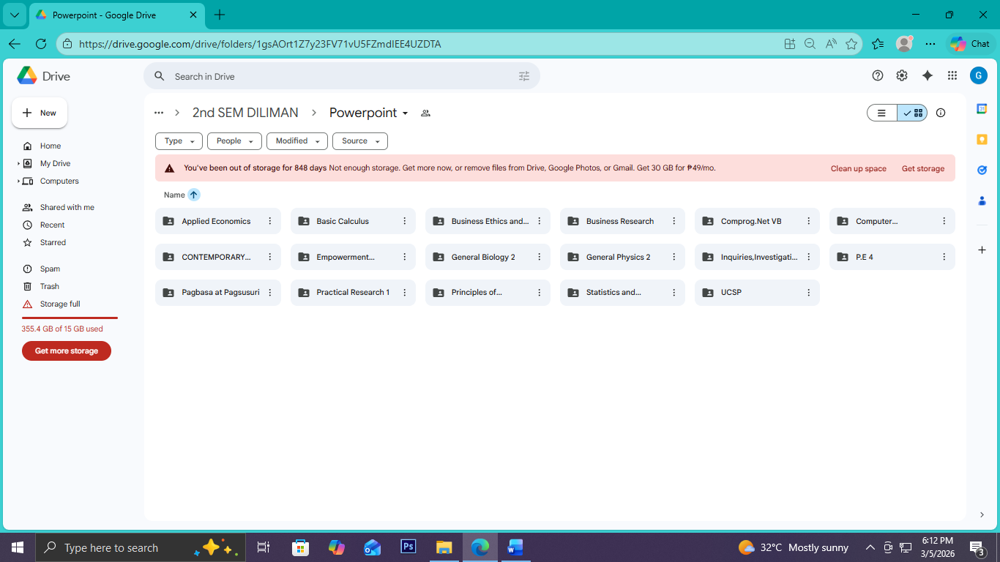 Powerpoint - Google Drive
https://drive.google.com/drive/folders/1gsAOrt1Z7y23FV71vU5FZmdIEE4UZDTA
Chat
Drive
Search in Drive
G
New
2nd SEM DILIMAN
Powerpoint
Type
People
Modified
Source
You've been out of storage for 848 days Not enough storage. Get more now, or remove files from Drive, Google Photos, or Gmail. Get 30 GB for ₱49/mo.
Clean up space
Get storage
Home
My Drive
Computers
Shared with me
Recent
Starred
Spam
Trash
Storage full
355.4 GB of 15 GB used
Get more storage
Name
Applied Economics
Basic Calculus
Business Ethics and...
Business Research
Comprog.Net VB
Computer...
CONTEMPORARY...
Empowerment...
General Biology 2
General Physics 2
Inquiries,Investigati...
P.E 4
Pagbasa at Pagsusuri
Practical Research 1
Principles of...
Statistics and...
UCSP
31
Type here to search
Ps
32°C Mostly sunny
6:12 PM
3/5/2026
3